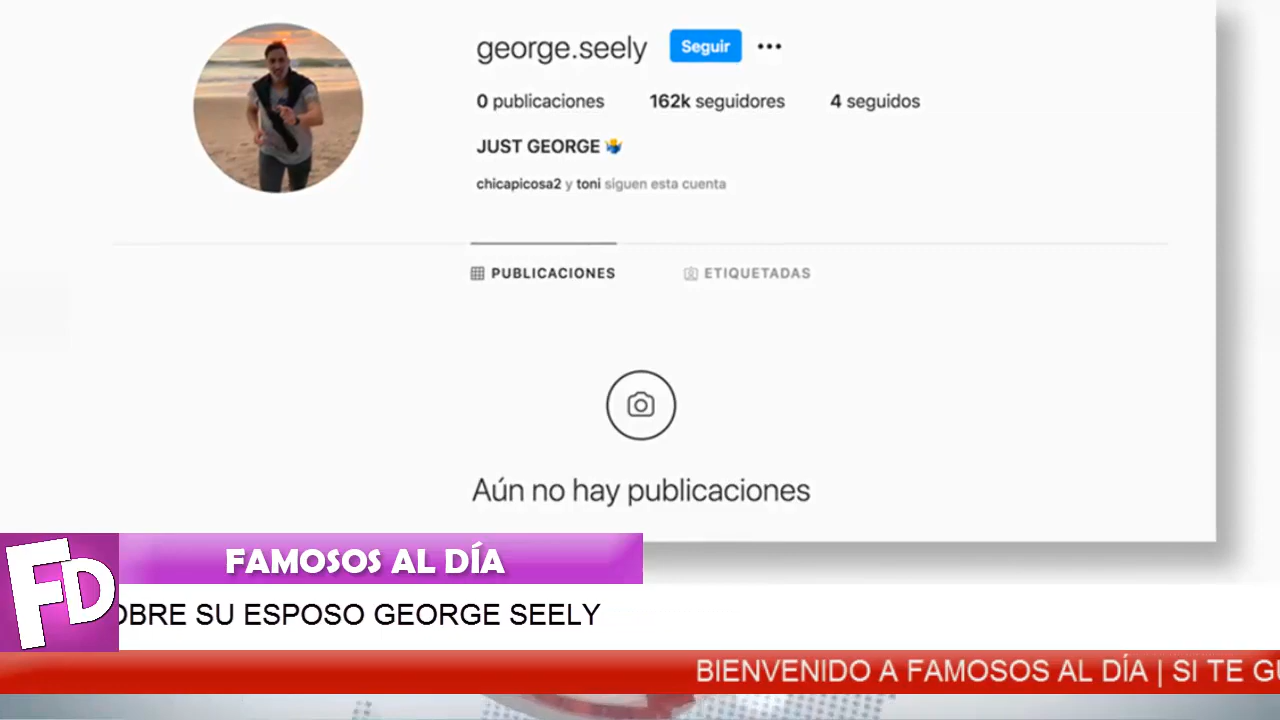 george.seely Seguir
0 publicaciones 162k seguidores 4 seguidos
JUST GEORGE
chicapicosa2 y toni siguen esta cuenta
PUBLICACIONES ETIQUETADAS
Aún no hay publicaciones
FD
FAMOSOS AL DÍA
OBRE SU ESPOSO GEORGE SEELY
BIENVENIDO A FAMOSOS AL DÍA | SI TE GU